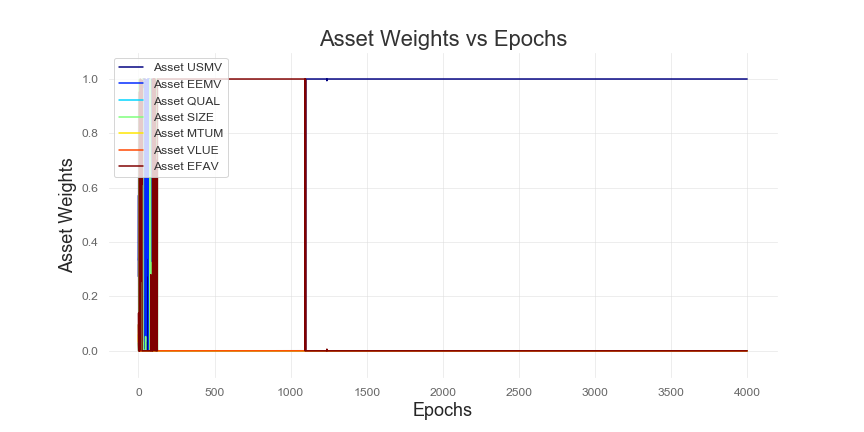 Asset Weights vs Epochs
Asset USMV
Asset EEMV
Asset QUAL
Asset SIZE
Asset MTUM
Asset VLUE
Asset EFAV
Asset Weights
1.0
0.8
0.6
0.4
0.2
0.0
0 500 1000 1500 2000 2500 3000 3500 4000
Epochs